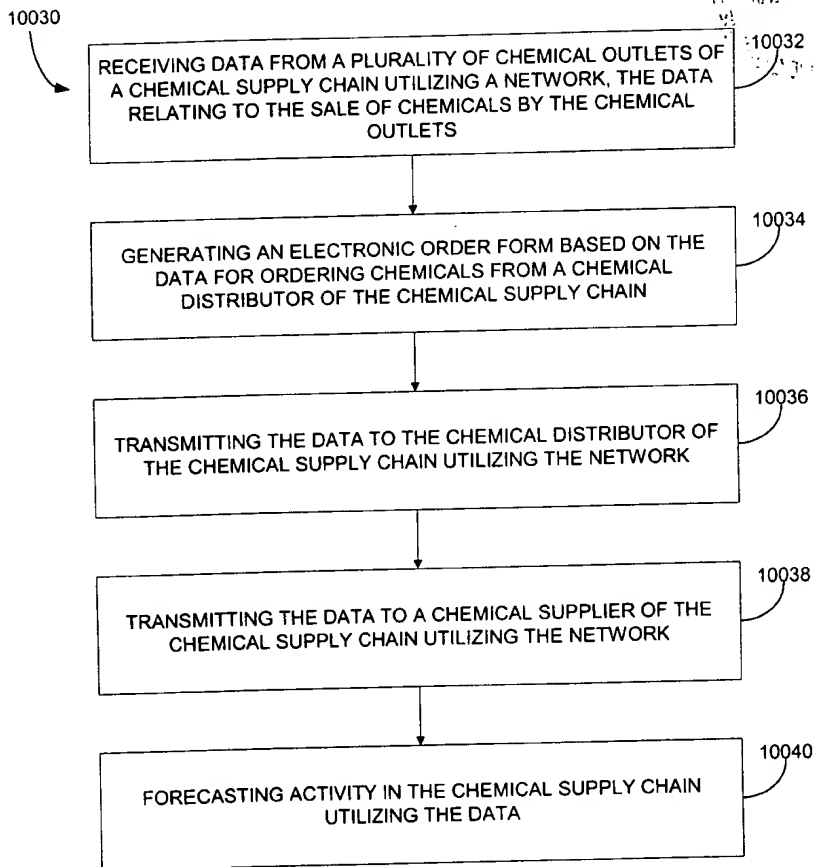 10030
10032
RECEIVING DATA FROM A PLURALITY OF CHEMICAL OUTLETS OF
A CHEMICAL SUPPLY CHAIN UTILIZING A NETWORK, THE DATA
RELATING TO THE SALE OF CHEMICALS BY THE CHEMICAL
OUTLETS
10034
GENERATING AN ELECTRONIC ORDER FORM BASED ON THE
DATA FOR ORDERING CHEMICALS FROM A CHEMICAL
DISTRIBUTOR OF THE CHEMICAL SUPPLY CHAIN
10036
TRANSMITTING THE DATA TO THE CHEMICAL DISTRIBUTOR OF
THE CHEMICAL SUPPLY CHAIN UTILIZING THE NETWORK
10038
TRANSMITTING THE DATA TO A CHEMICAL SUPPLIER OF THE
CHEMICAL SUPPLY CHAIN UTILIZING THE NETWORK
10040
FORECASTING ACTIVITY IN THE CHEMICAL SUPPLY CHAIN
UTILIZING THE DATA